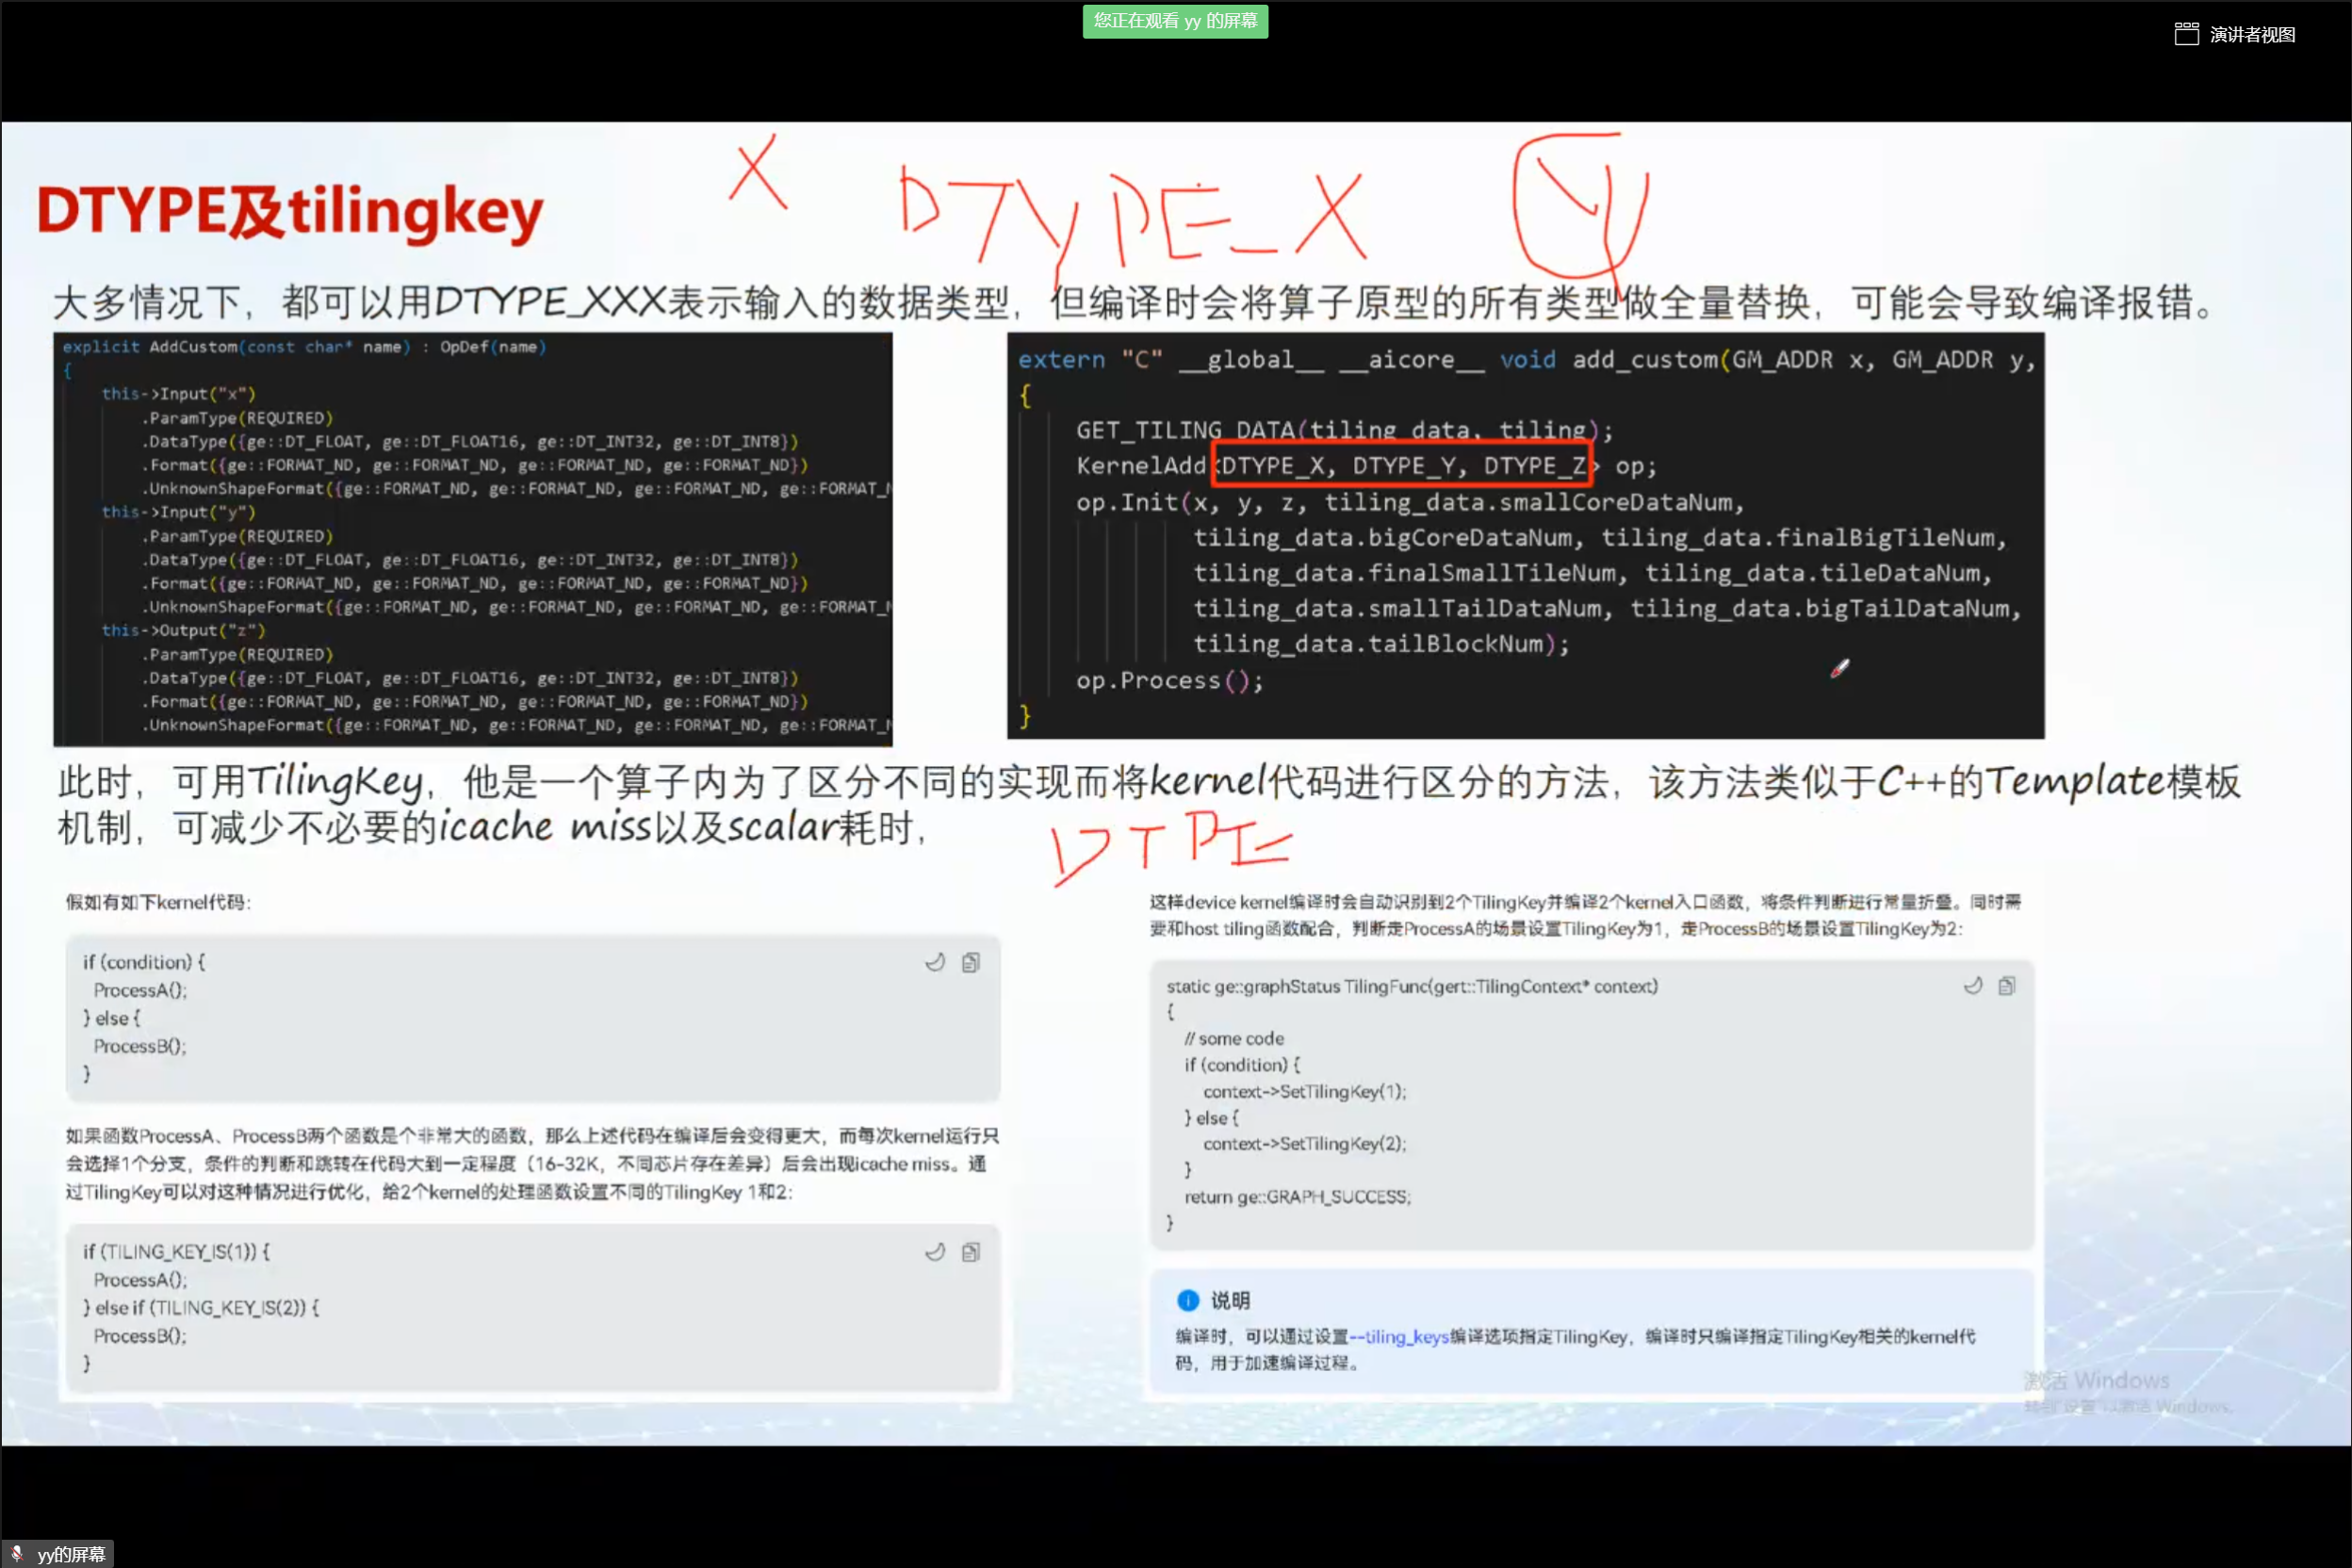 您正在观看 yy 的屏幕
演讲者视图
X DTYPE_X Y
DTYPE及tilingkey
大多情况下，都可以用DTYPE_XXX表示输入的数据类型，但编译时会将算子原型的所有类型做全量替换，可能会导致编译报错。
explicit AddCustom(const char* name) : OpDef(name)
{
this->Input("x")
.ParamType(REQUIRED)
.DataType({ge::DT_FLOAT, ge::DT_FLOAT16, ge::DT_INT32, ge::DT_INT8})
.Format({ge::FORMAT_ND, ge::FORMAT_ND, ge::FORMAT_ND, ge::FORMAT_ND})
.UnknownShapeFormat({ge::FORMAT_ND, ge::FORMAT_ND, ge::FORMAT_ND, ge::FORMAT_N
this->Input("y")
.ParamType(REQUIRED)
.DataType({ge::DT_FLOAT, ge::DT_FLOAT16, ge::DT_INT32, ge::DT_INT8})
.Format({ge::FORMAT_ND, ge::FORMAT_ND, ge::FORMAT_ND, ge::FORMAT_ND})
.UnknownShapeFormat({ge::FORMAT_ND, ge::FORMAT_ND, ge::FORMAT_ND, ge::FORMAT_N
this->Output("z")
.ParamType(REQUIRED)
.DataType({ge::DT_FLOAT, ge::DT_FLOAT16, ge::DT_INT32, ge::DT_INT8})
.Format({ge::FORMAT_ND, ge::FORMAT_ND, ge::FORMAT_ND, ge::FORMAT_ND})
.UnknownShapeFormat({ge::FORMAT_ND, ge::FORMAT_ND, ge::FORMAT_ND, ge::FORMAT_N
extern "C" __global__ __aicore__ void add_custom(GM_ADDR x, GM_ADDR y,
{
GET_TILING_DATA(tiling_data, tiling);
KernelAdd<DTYPE_X, DTYPE_Y, DTYPE_Z> op;
op.Init(x, y, z, tiling_data.smallCoreDataNum,
tiling_data.bigCoreDataNum, tiling_data.finalBigTileNum,
tiling_data.finalSmallTileNum, tiling_data.tileDataNum,
tiling_data.smallTailDataNum, tiling_data.bigTailDataNum,
tiling_data.tailBlockNum);
op.Process();
}
此时，可用TilingKey，他是一个算子内为了区分不同的实现而将kernel代码进行区分的方法，该方法类似于C++的Template模板
机制，可减少不必要的icache miss以及scalar耗时，
DTPE
假如有如下kernel代码：
if (condition) {
ProcessA();
} else {
ProcessB();
}
如果函数ProcessA、ProcessB两个函数是个非常大的函数，那么上述代码在编译后会变得更大，而每次kernel运行只
会选择1个分支，条件的判断和跳转在代码大到一定程度（16-32K，不同芯片存在差异）后会出现icache miss。通
过TilingKey可以对这种情况进行优化，给2个kernel的处理函数设置不同的TilingKey 1和2：
if (TILING_KEY_IS(1)) {
ProcessA();
} else if (TILING_KEY_IS(2)) {
ProcessB();
}
这样device kernel编译时会自动识别到2个TilingKey并编译2个kernel入口函数，将条件判断进行常量折叠。同时需
要和host tiling函数配合，判断走ProcessA的场景设置TilingKey为1，走ProcessB的场景设置TilingKey为2：
static ge::graphStatus TilingFunc(gert::TilingContext* context)
{
// some code
if (condition) {
context->SetTilingKey(1);
} else {
context->SetTilingKey(2);
}
return ge::GRAPH_SUCCESS;
}
说明
编译时，可以通过设置--tiling_keys编译选项指定TilingKey，编译时只编译指定TilingKey相关的kernel代
码，用于加速编译过程。
激活 Windows
转到"设置"以激活 Windows。
yy的屏幕